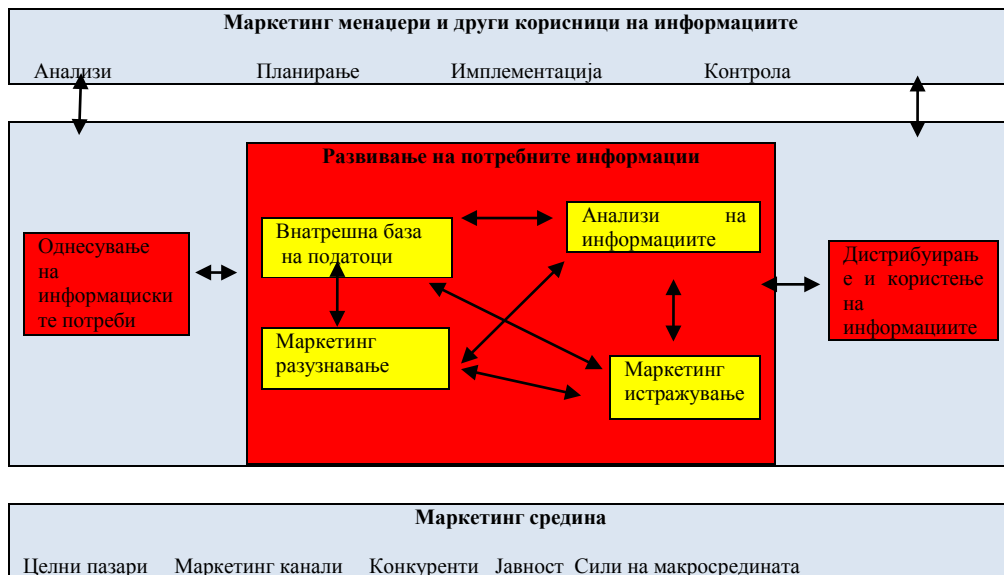 Маркетинг менаџери и други корисници на информациите
Анализи Планирање Имплементација Контрола
Развивање на потребните информации
Однесување
на
информациски
те потреби
Внатрешна база
на податоци
Анализи на
информациите
Маркетинг
разузнавање
Маркетинг
истражување
Дистрибуирањ
е и користење
на
информациите
Маркетинг средина
Целни пазари Маркетинг канали Конкуренти Јавност Сили на макросредината